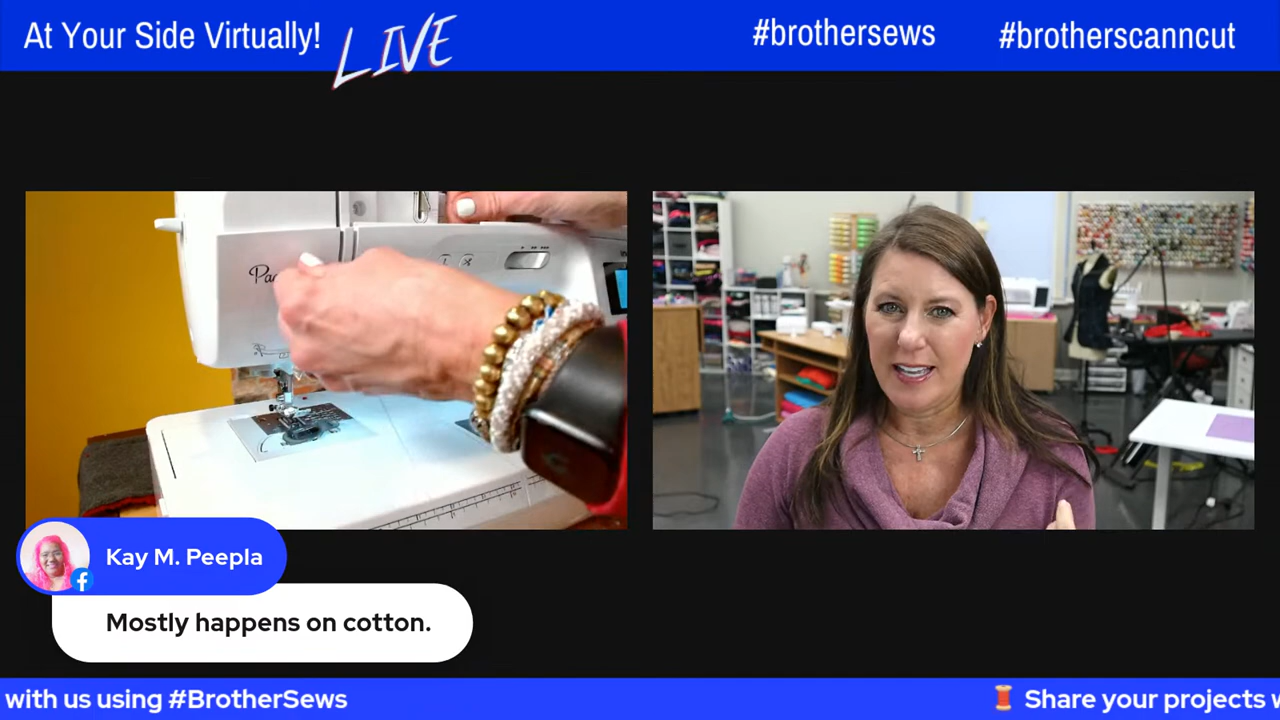 At Your Side Virtually! LIVE
#brothersews
#brotherscanncut
Kay M. Peepla
Mostly happens on cotton.
with us using #BrotherSews
Share your projects